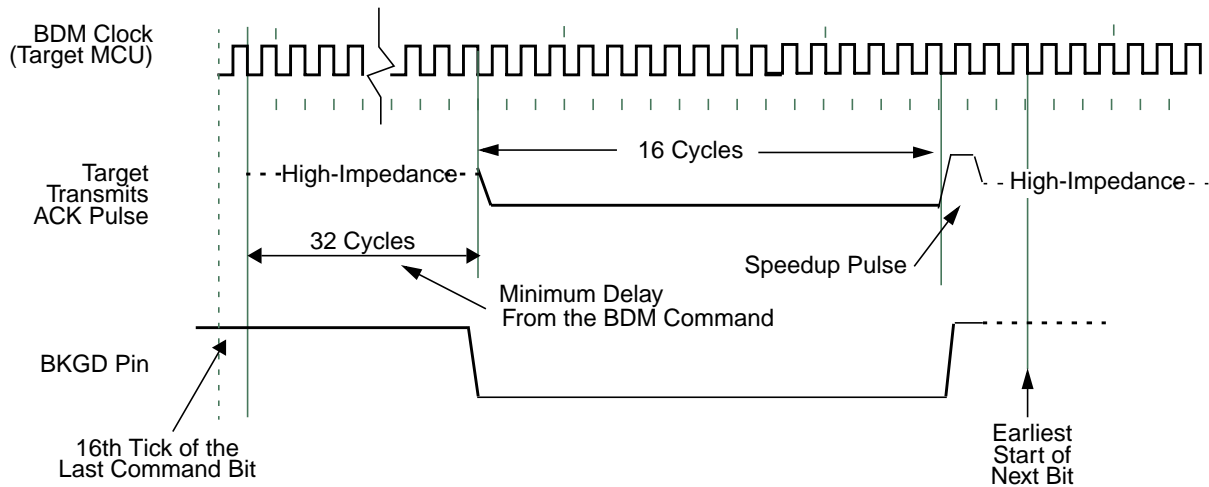 BDM Clock
(Target MCU)
16 Cycles
Target
Transmits
ACK Pulse
High-Impedance
High-Impedance
32 Cycles
Speedup Pulse
Minimum Delay
From the BDM Command
BKGD Pin
16th Tick of the
Last Command Bit
Earliest
Start of
Next Bit